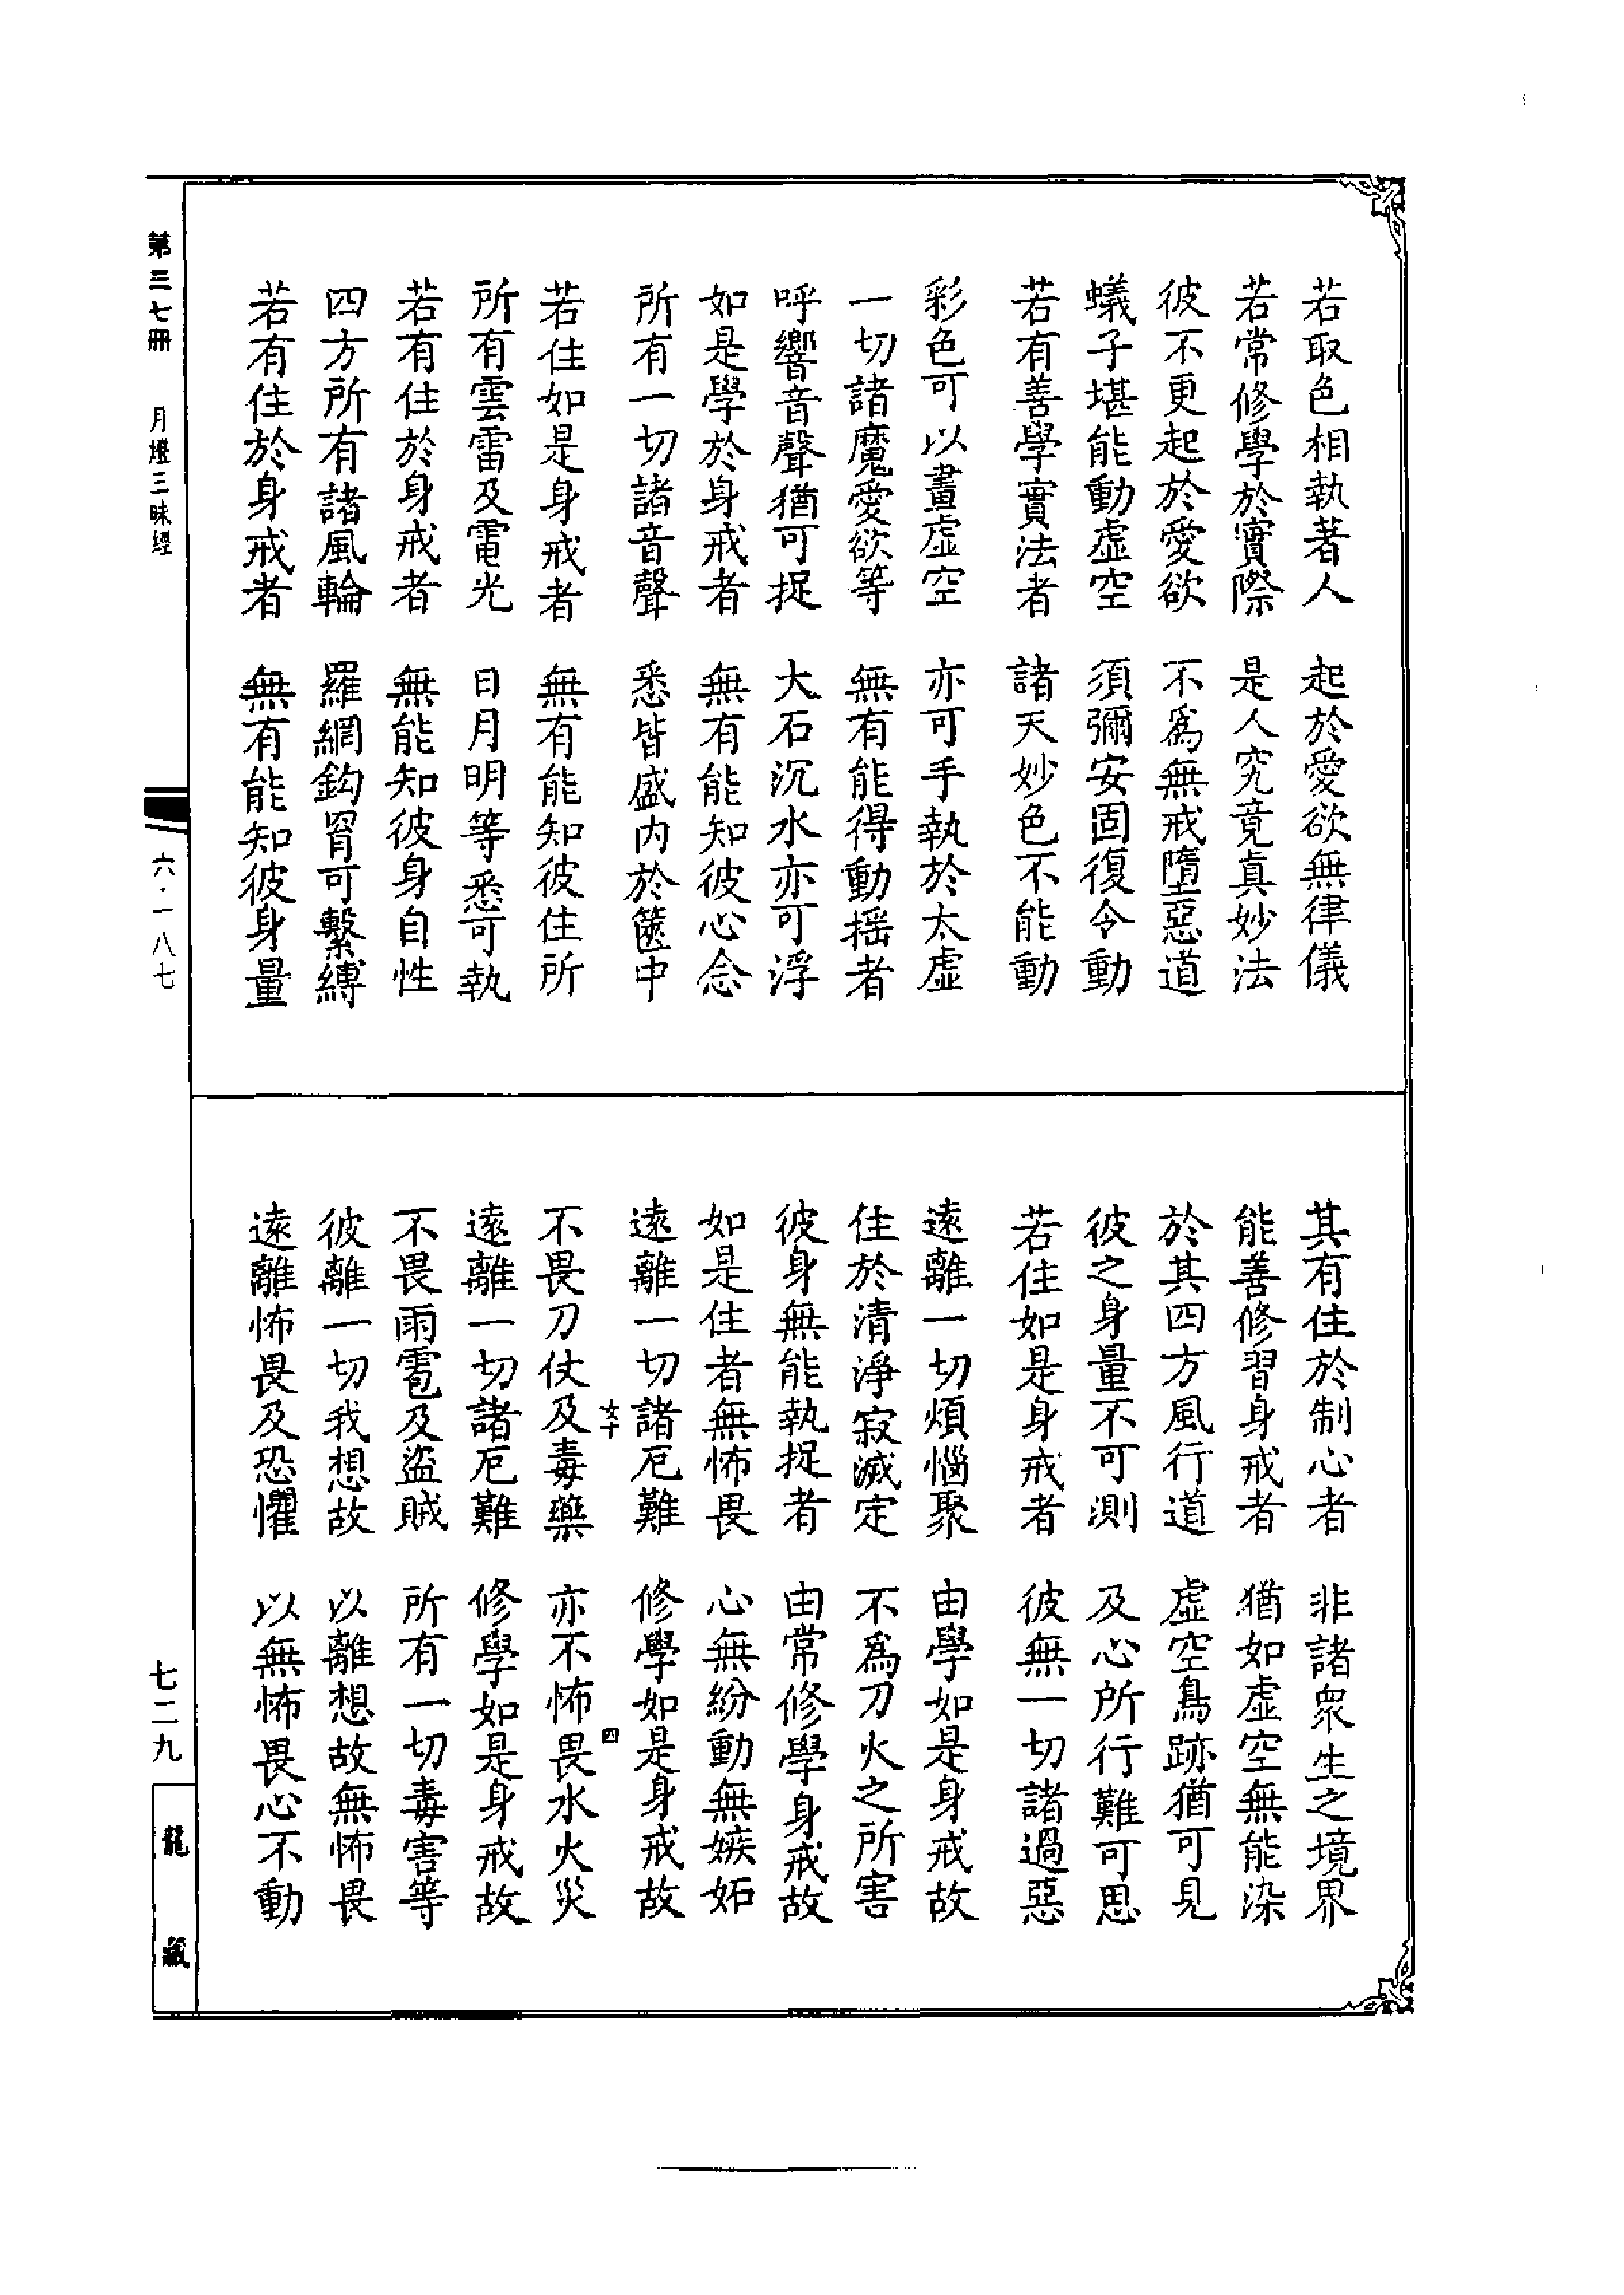 若取色相執著人　起於愛欲無律儀
若常修學於實際　是人究竟真妙法
彼不更起於愛欲　不為無戒墮惡道
蟻子堪能動虛空　須彌安固復令動
若有善學實法者　諸天妙色不能動
彩色可以畫虛空　亦可手執於太虛
一切諸魔愛欲等　無有能得動搖者
呼響音聲猶可捉　大石沉水亦可浮
如是學於身戒者　無有能知彼心念
所有一切諸音聲　悉皆盛內於篋中
若住如是身戒者　無有能知彼住所
所有雲雷及電光　日月明等悉可執
若有住於身戒者　無能知彼身自性
四方所有諸風輪　羅網鈎罥可繫縛
若有住於身戒者　無有能知彼身量
其有住於制心者　非諸眾生之境界
能善修習身戒者　猶如虛空無能染
於其四方風行道　虛空鳥跡猶可見
彼之身量不可測　及心所行難可思
若住如是身戒者　彼無一切諸過惡
遠離一切煩惱聚　由學如是身戒故
住於清淨寂滅定　不為刀火之所害
彼身無能執捉者　由常修學身戒故
如是住者無怖畏　心無紛動無嫉妬
遠離一切諸厄難　修學如是身戒故
女十　四
不畏刀仗及毒藥　亦不怖畏水火災
遠離一切諸厄難　修學如是身戒故
不畏雨雹及盜賊　所有一切毒害等
彼離一切我想故　以離想故無怖畏
遠離怖畏及恐懼　以無怖畏心不動
第三七冊　月燈三昧經
六·一八七
七二九
龍藏